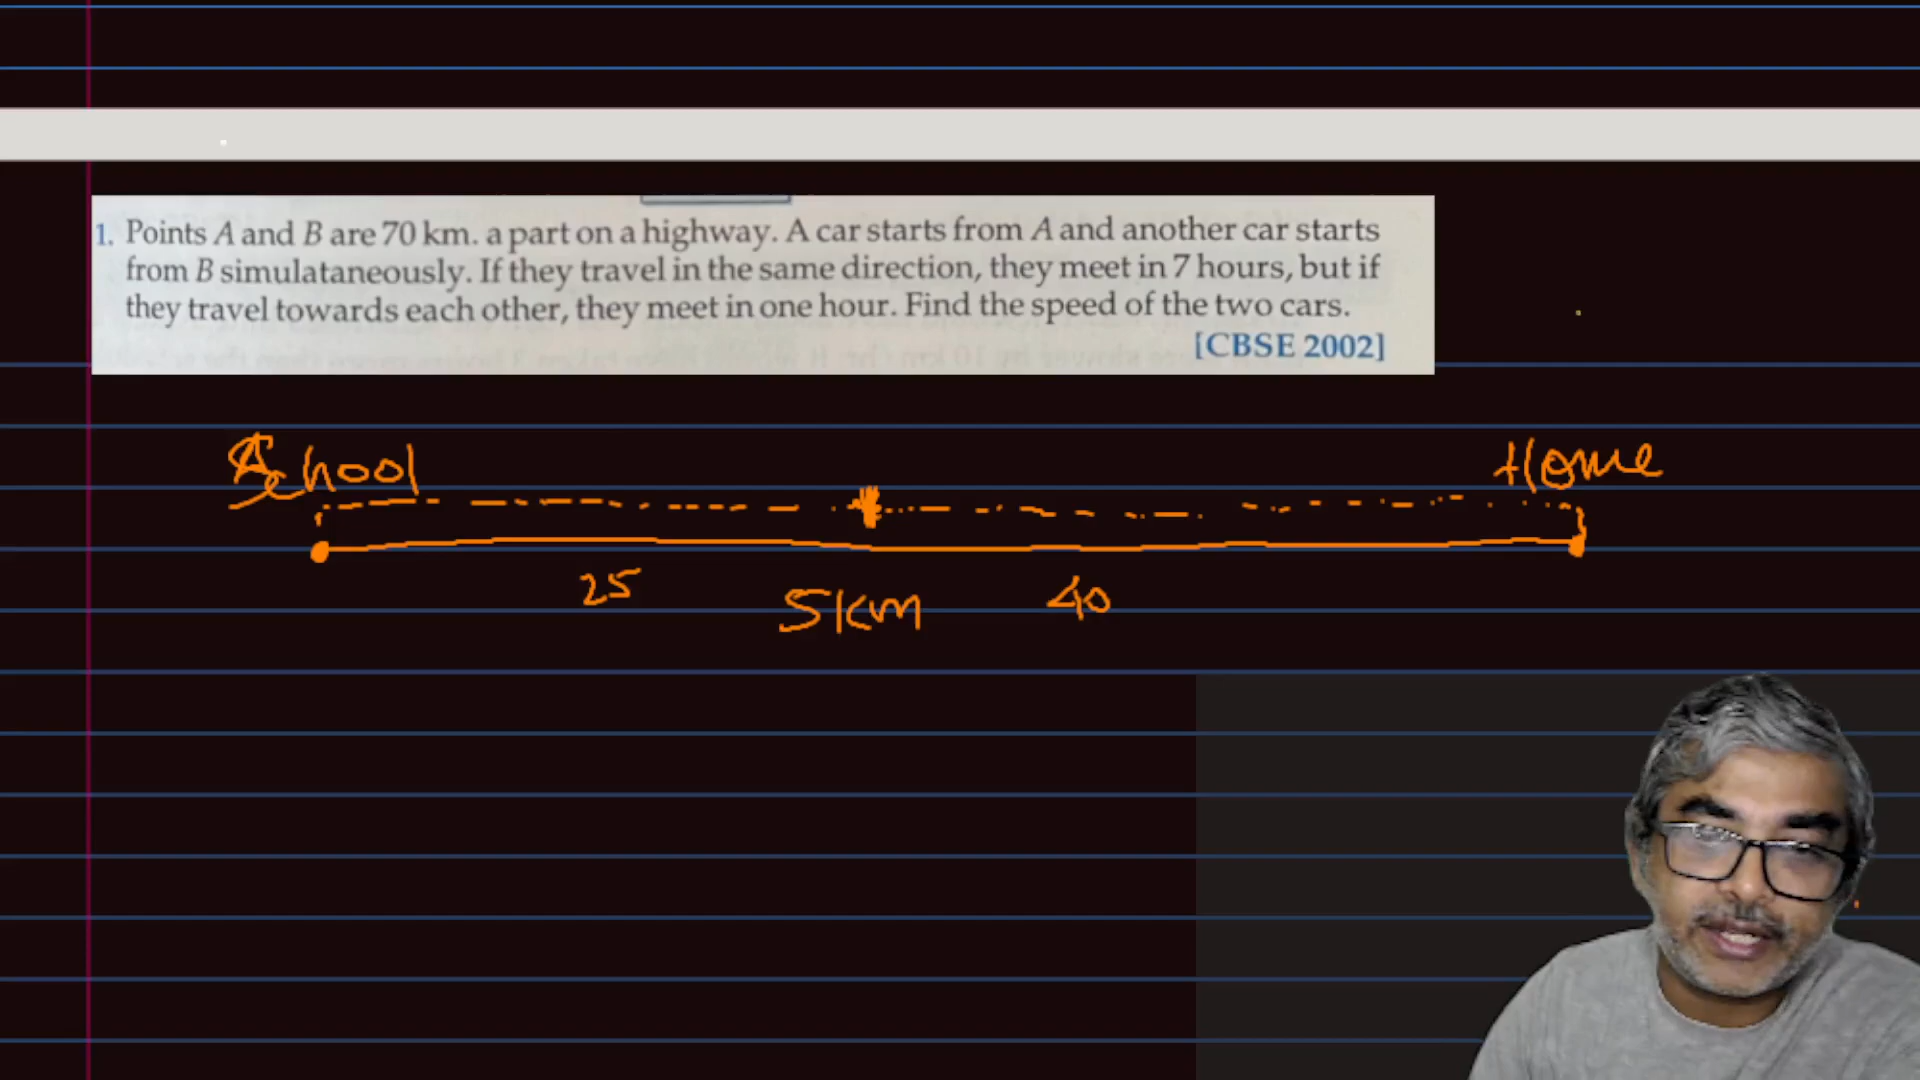 1. Points A and B are 70 km. a part on a highway. A car starts from A and another car starts
from B simulataneously. If they travel in the same direction, they meet in 7 hours, but if
they travel towards each other, they meet in one hour. Find the speed of the two cars.
[CBSE 2002]
School Home
25 5km 40